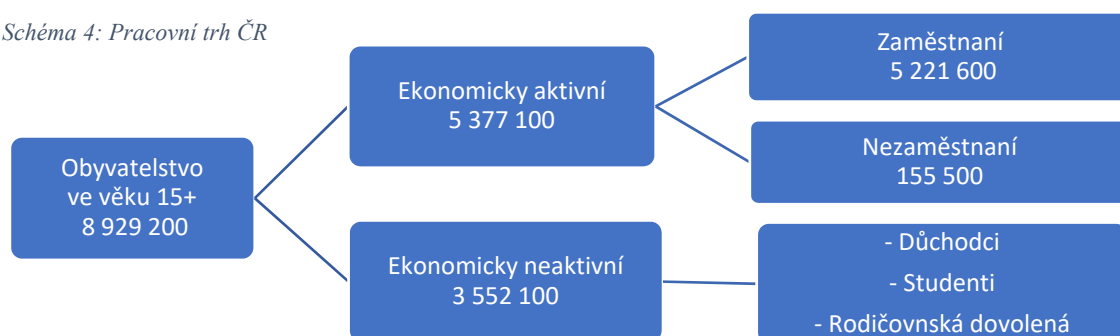 Schéma 4: Pracovní trh ČR
Obyvatelstvo
ve věku 15+
8 929 200
Ekonomicky aktivní
5 377 100
Zaměstnaní
5 221 600
Nezaměstnaní
155 500
Ekonomicky neaktivní
3 552 100
- Důchodci
- Studenti
- Rodičovnská dovolená